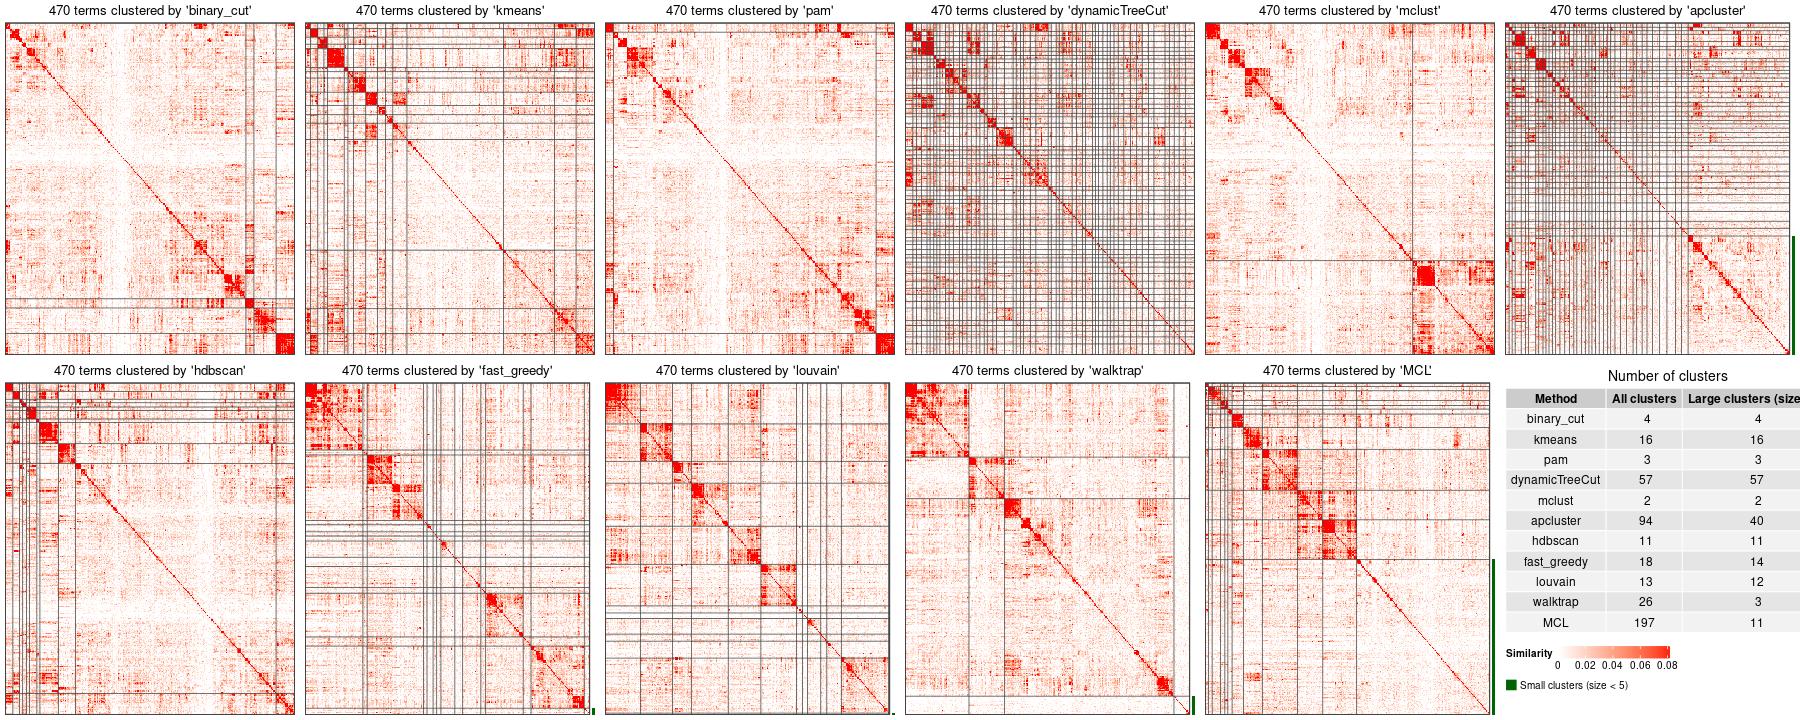 470 terms clustered by 'binary_cut'
470 terms clustered by 'kmeans'
470 terms clustered by 'pam'
470 terms clustered by 'dynamicTreeCut'
470 terms clustered by 'mclust'
470 terms clustered by 'apcluster'
470 terms clustered by 'hdbscan'
470 terms clustered by 'fast_greedy'
470 terms clustered by 'louvain'
470 terms clustered by 'walktrap'
470 terms clustered by 'MCL'
Number of clusters
Method All clusters Large clusters (size
binary_cut 4 4
kmeans 16 16
pam 3 3
dynamicTreeCut 57 57
mclust 2 2
apcluster 94 40
hdbscan 11 11
fast_greedy 18 14
louvain 13 12
walktrap 26 3
MCL 197 11
Similarity
0 0.02 0.04 0.06 0.08
Small clusters (size < 5)